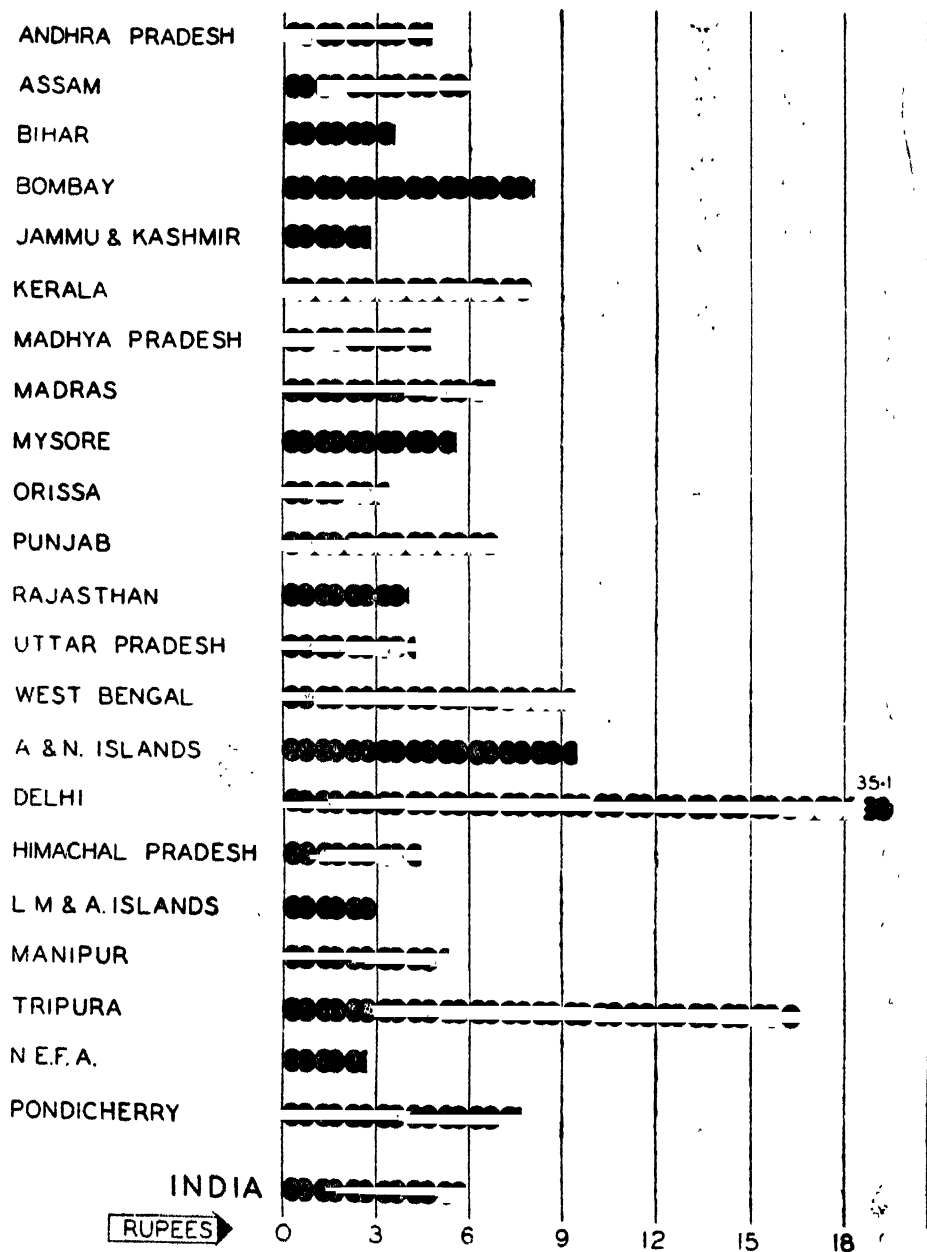 ANDHRA PRADESH
ASSAM
BIHAR
BOMBAY
JAMMU & KASHMIR
KERALA
MADHYA PRADESH
MADRAS
MYSORE
ORISSA
PUNJAB
RAJASTHAN
UTTAR PRADESH
WEST BENGAL
A & N. ISLANDS
DELHI 35·1
HIMACHAL PRADESH
L M & A. ISLANDS
MANIPUR
TRIPURA
N E.F. A.
PONDICHERRY
INDIA
RUPEES 0 3 6 9 12 15 18